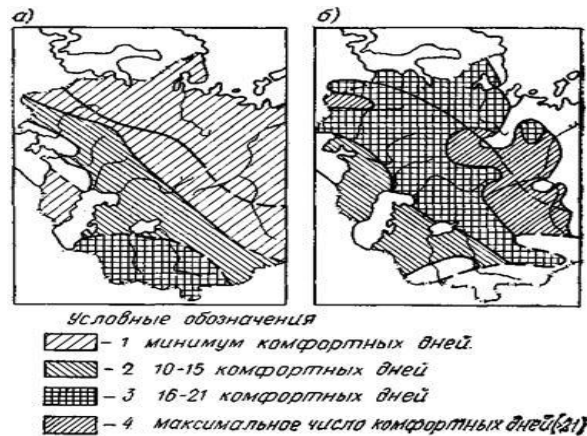 а) б)
Условные обозначения
- 1 минимум комфортных дней.
- 2 10-15 комфортных дней
- 3 16-21 комфортных дней
- 4 максимальное число комфортных дней(>21)